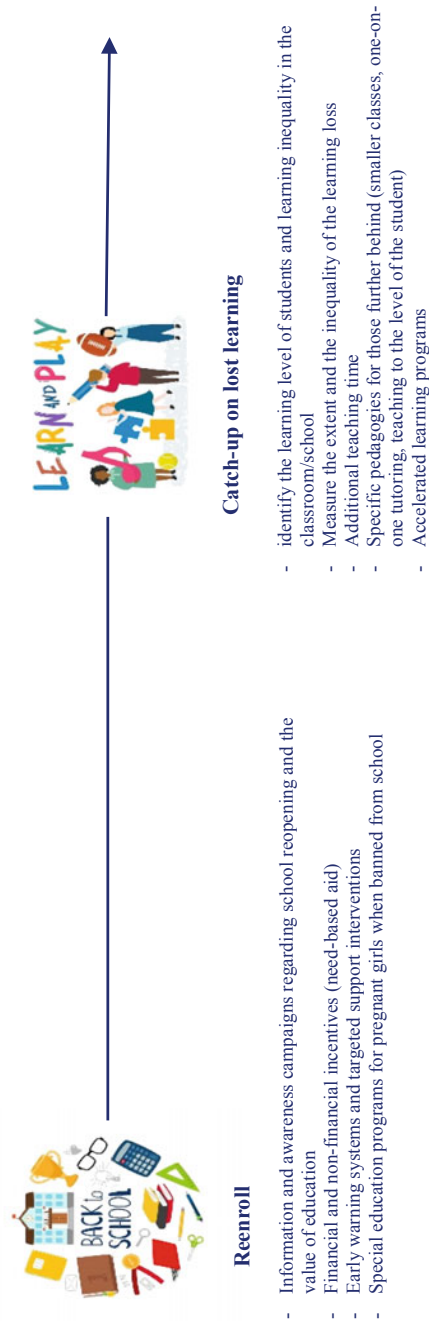 BACK to
SCHOOL
Reenroll
- Information and awareness campaigns regarding school reopening and the
value of education
- Financial and non-financial incentives (need-based aid)
- Early warning systems and targeted support interventions
- Special education programs for pregnant girls when banned from school
LEARN AND PLAY
Catch-up on lost learning
- identify the learning level of students and learning inequality in the
classroom/school
- Measure the extent and the inequality of the learning loss
- Additional teaching time
- Specific pedagogies for those further behind (smaller classes, one-on-
one tutoring, teaching to the level of the student)
- Accelerated learning programs